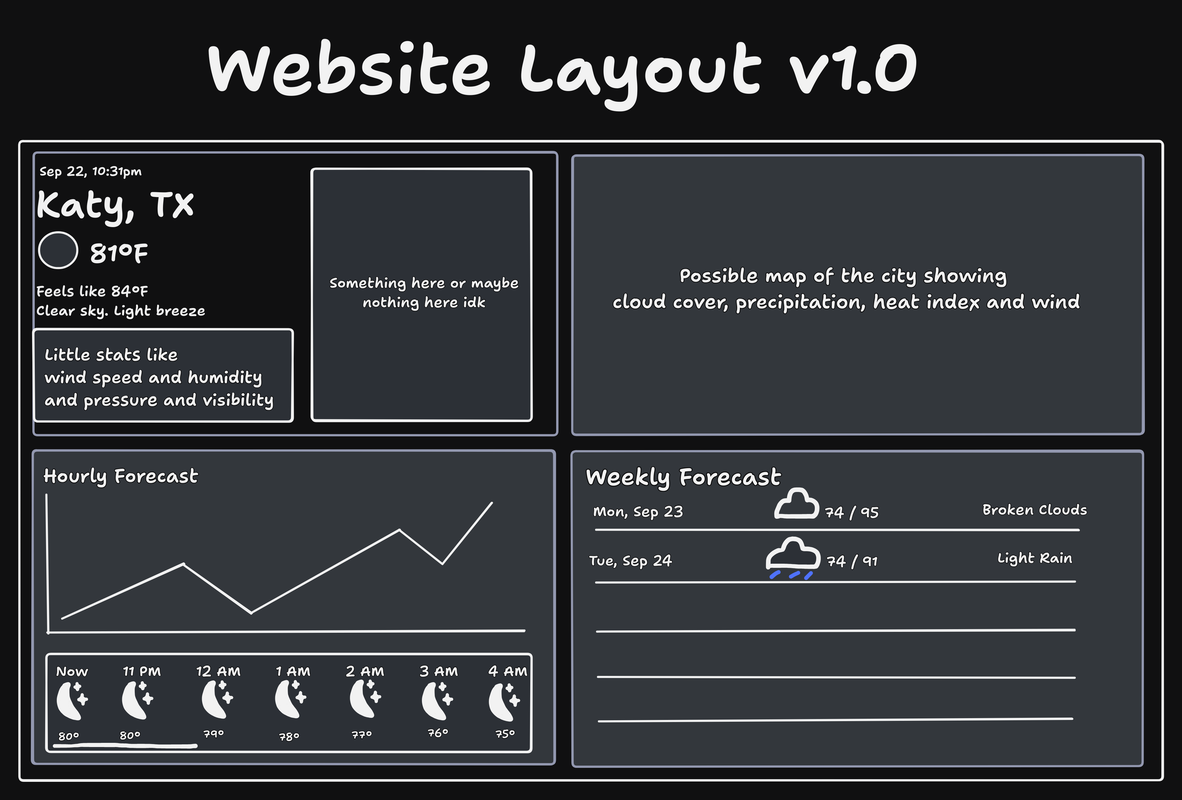 Website Layout v1.0
Sep 22, 10:31pm
Katy, TX
81ºF
Feels like 84ºF
Clear sky. Light breeze
Little stats like
wind speed and humidity
and pressure and visibility
Something here or maybe
nothing here idk
Possible map of the city showing
cloud cover, precipitation, heat index and wind
Hourly Forecast
Now 11 PM 12 AM 1 AM 2 AM 3 AM 4 AM
80º 80º 79º 78º 77º 76º 75º
Weekly Forecast
Mon, Sep 23 74 / 95 Broken Clouds
Tue, Sep 24 74 / 91 Light Rain